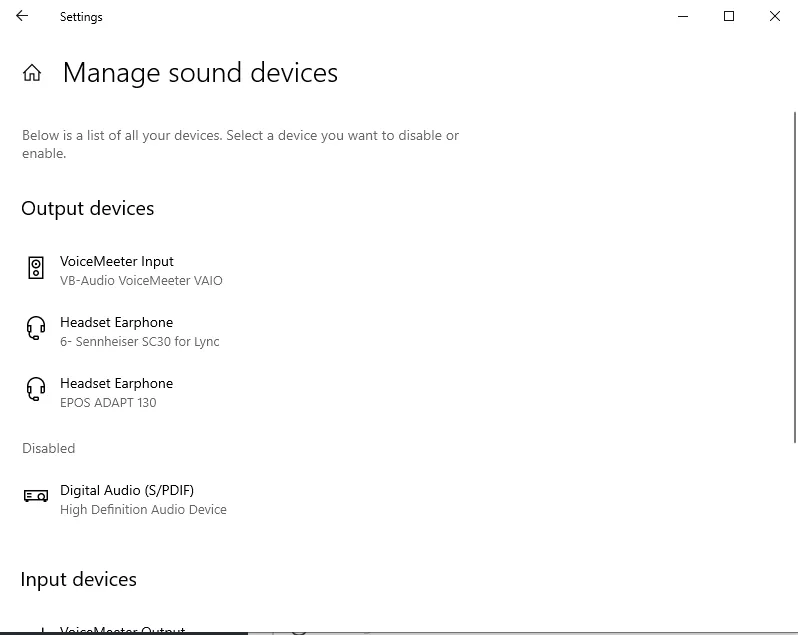 Settings
Manage sound devices
Below is a list of all your devices. Select a device you want to disable or
enable.
Output devices
VoiceMeeter Input
VB-Audio VoiceMeeter VAIO
Headset Earphone
6- Sennheiser SC30 for Lync
Headset Earphone
EPOS ADAPT 130
Disabled
Digital Audio (S/PDIF)
High Definition Audio Device
Input devices
VoiceMeeter Output